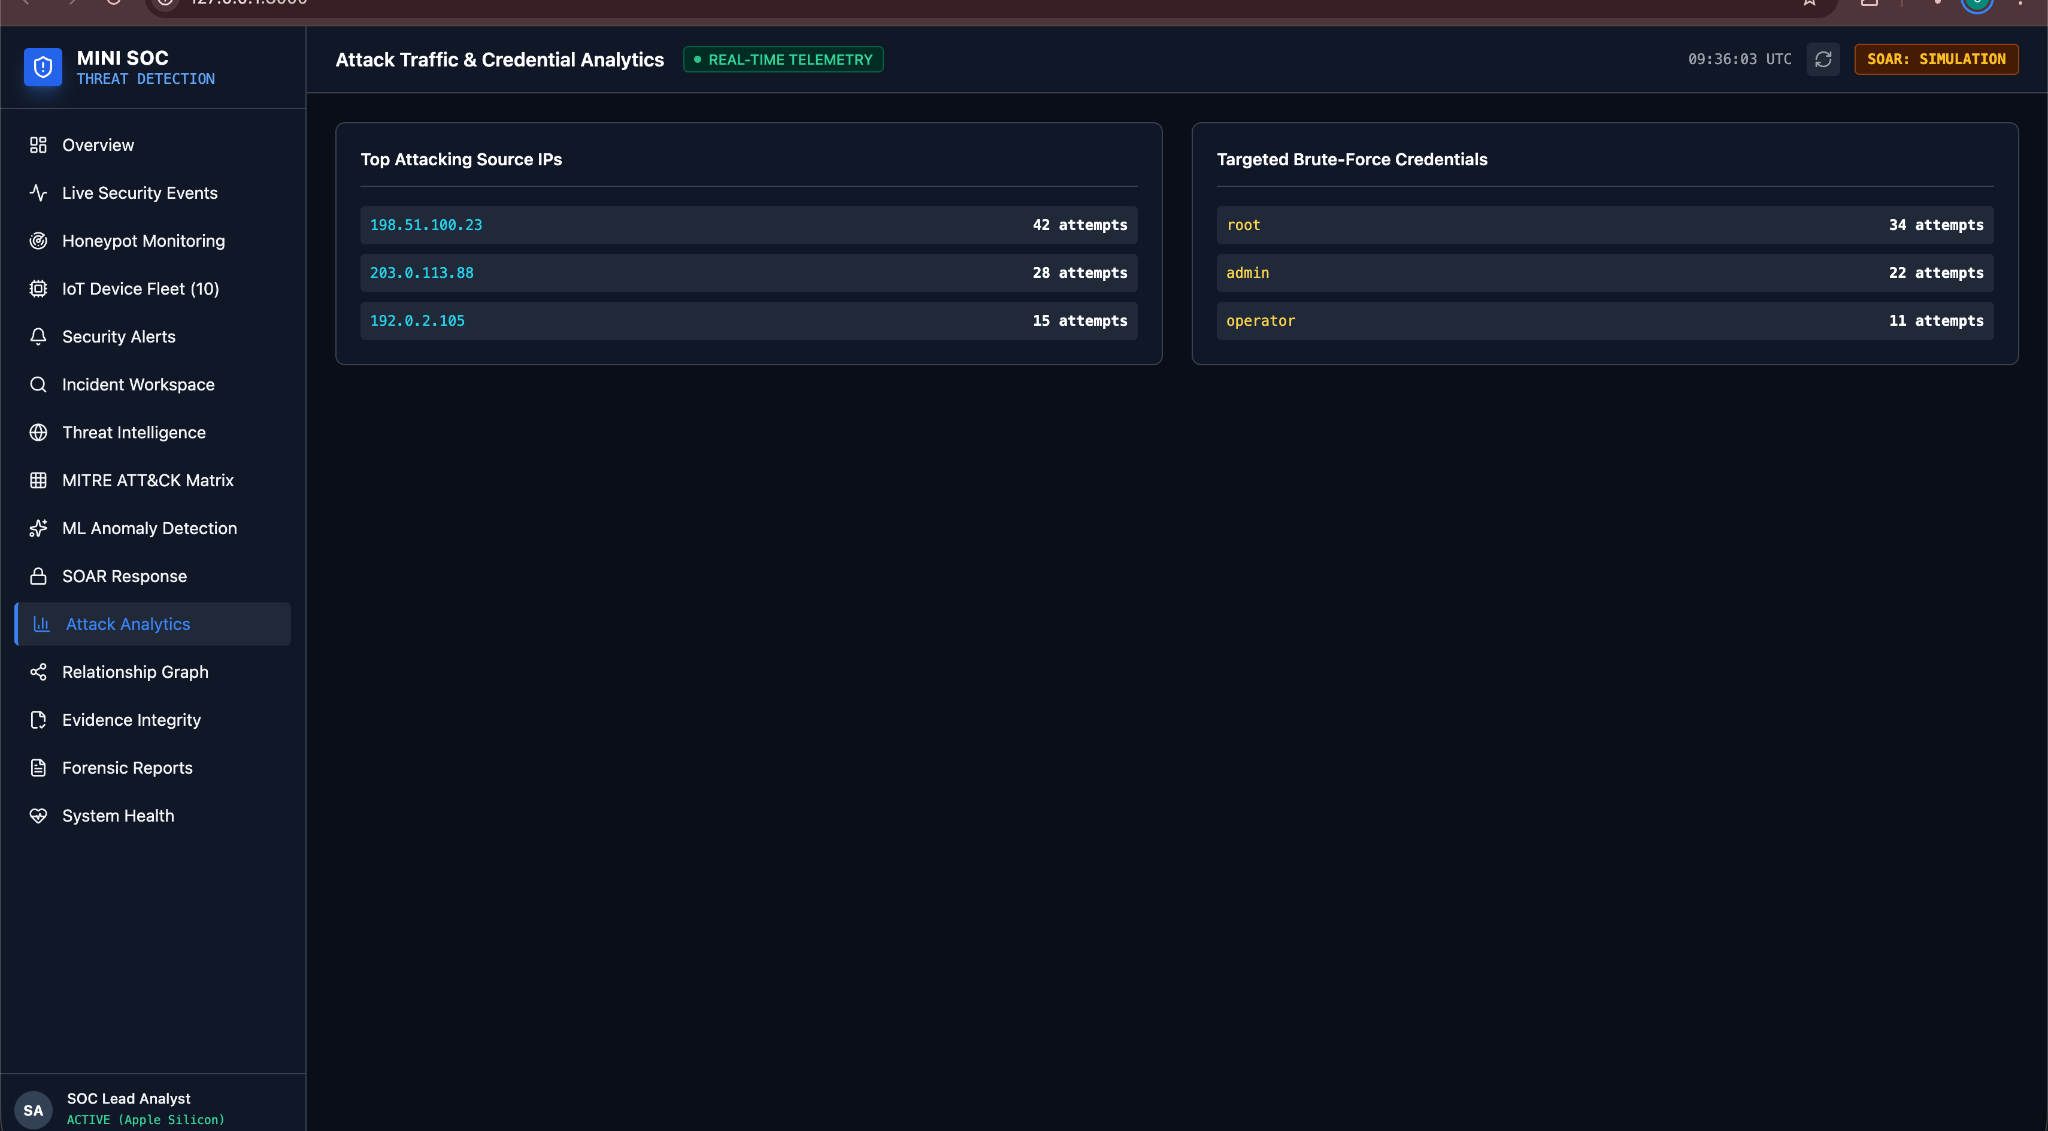 MINI SOC
THREAT DETECTION
Overview
Live Security Events
Honeypot Monitoring
IoT Device Fleet (10)
Security Alerts
Incident Workspace
Threat Intelligence
MITRE ATT&CK Matrix
ML Anomaly Detection
SOAR Response
Attack Analytics
Relationship Graph
Evidence Integrity
Forensic Reports
System Health
SA
SOC Lead Analyst
ACTIVE (Apple Silicon)
Attack Traffic & Credential Analytics
REAL-TIME TELEMETRY
09:36:03 UTC
SOAR: SIMULATION
Top Attacking Source IPs
198.51.100.23 42 attempts
203.0.113.88 28 attempts
192.0.2.105 15 attempts
Targeted Brute-Force Credentials
root 34 attempts
admin 22 attempts
operator 11 attempts